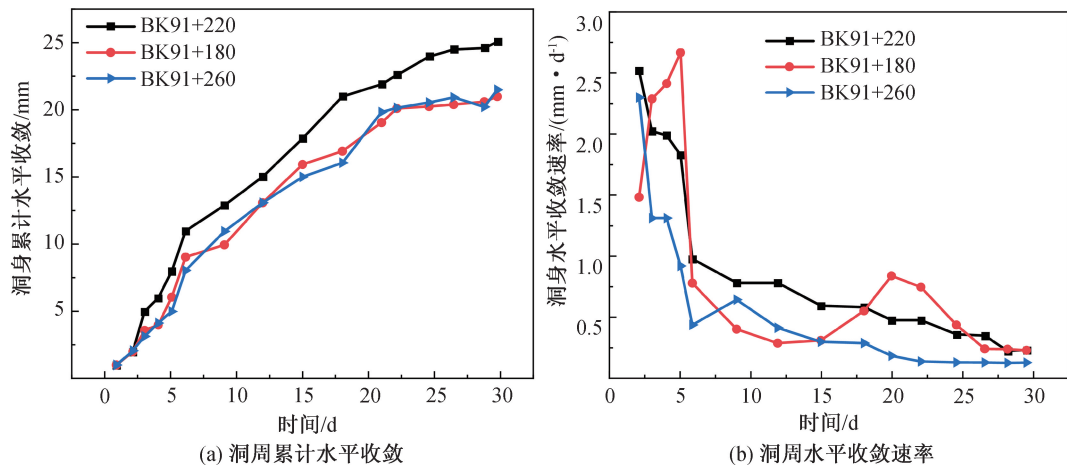 25
20
15
10
5
洞身累计水平收敛/mm
BK91+220
BK91+180
BK91+260
0 5 10 15 20 25 30
时间/d
(a) 洞周累计水平收敛
3.0
2.5
2.0
1.5
1.0
0.5
洞身水平收敛速率/(mm·d⁻¹)
BK91+220
BK91+180
BK91+260
0 5 10 15 20 25 30
时间/d
(b) 洞周水平收敛速率